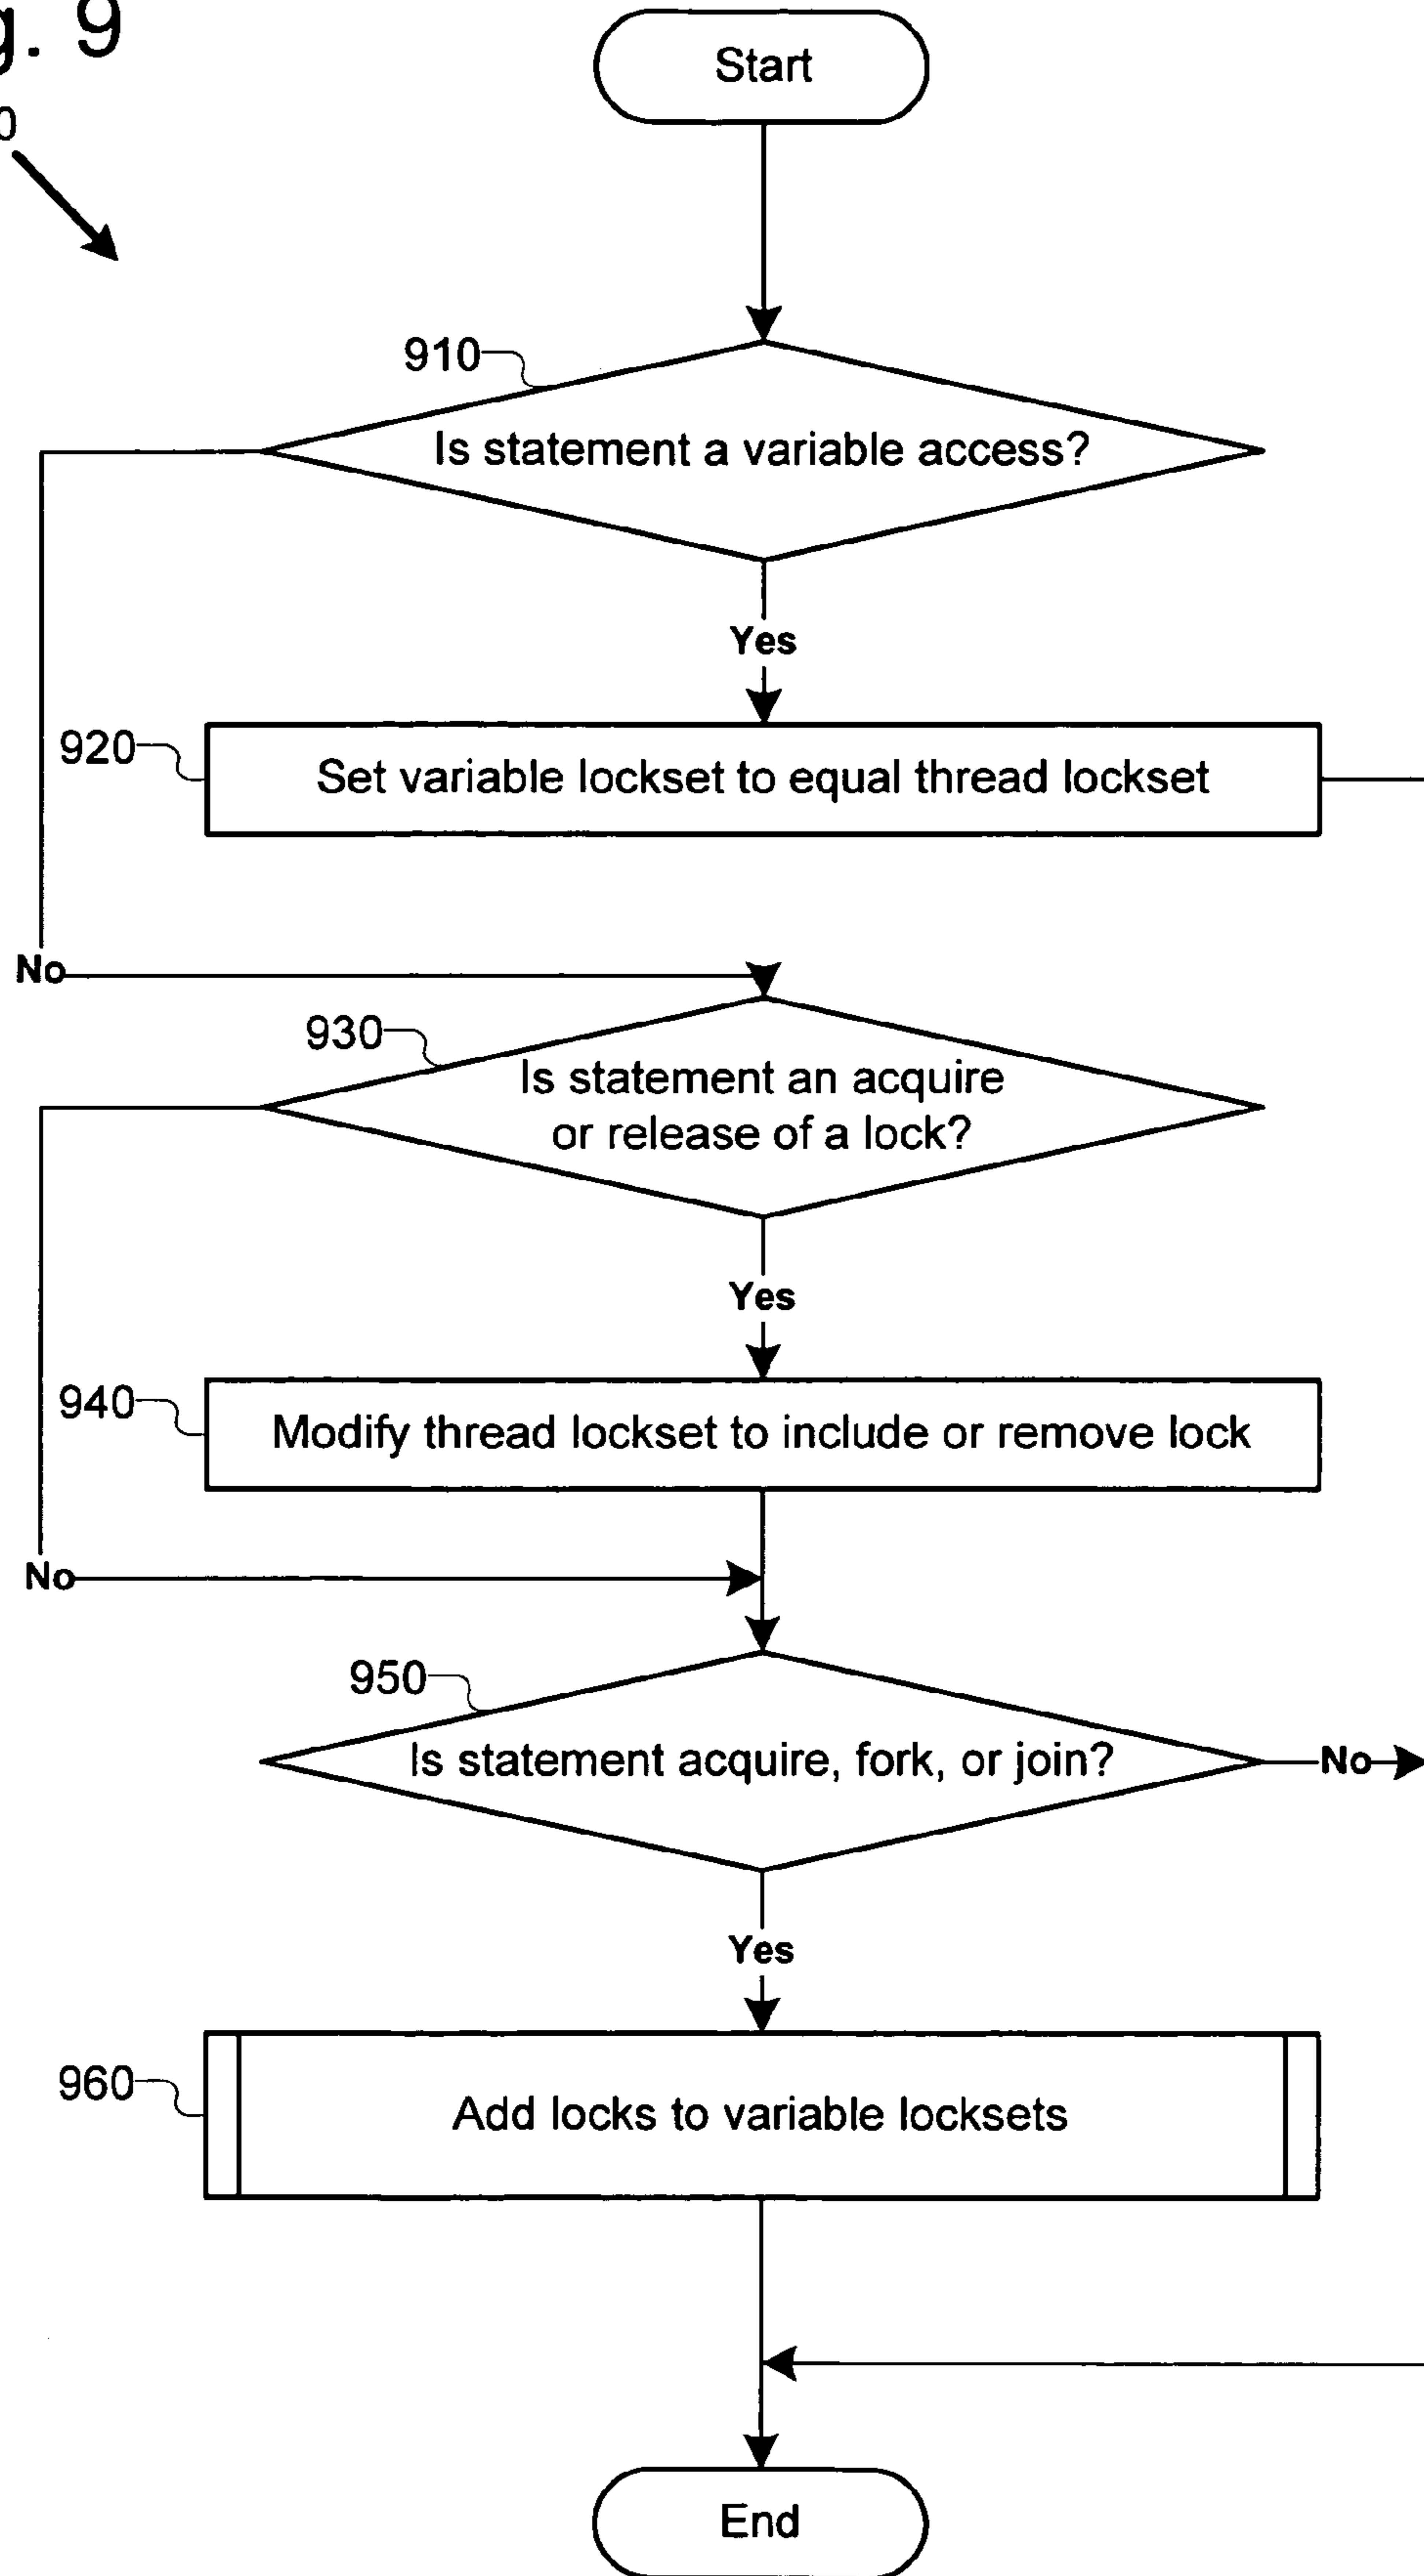 g. 9
0
Start
910
Is statement a variable access?
Yes
920
Set variable lockset to equal thread lockset
No
930
Is statement an acquire
or release of a lock?
Yes
940
Modify thread lockset to include or remove lock
No
950
Is statement acquire, fork, or join?
No
Yes
960
Add locks to variable locksets
End